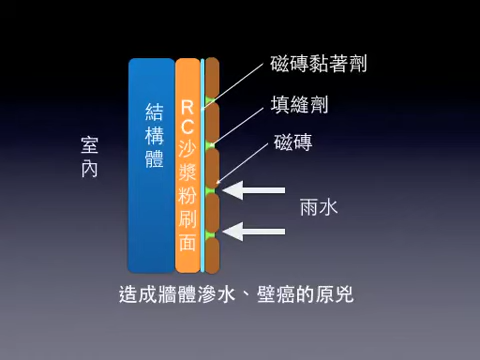 磁磚黏著劑
填縫劑
磁磚
雨水
室內
結構體
RC沙漿粉刷面
造成牆體滲水、壁癌的原兇